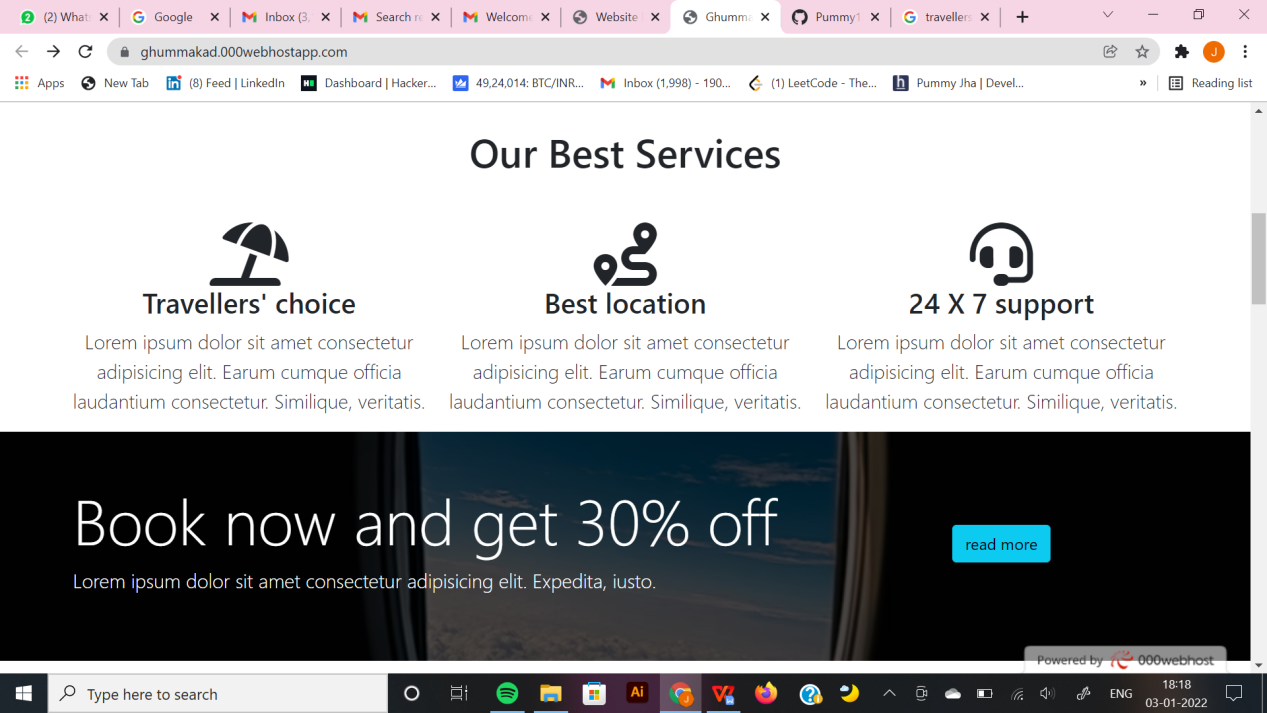 (2) Whats
Google
Inbox (3,
Search re
Welcome
Website
Ghumma
Pummy1
travellers
ghummakad.000webhostapp.com
J
Apps
New Tab
(8) Feed | LinkedIn
Dashboard | Hacker...
49,24,014: BTC/INR...
Inbox (1,998) - 190...
(1) LeetCode - The...
Pummy Jha | Devel...
»
Reading list
Our Best Services
Travellers' choice
Best location
24 X 7 support
Lorem ipsum dolor sit amet consectetur
adipisicing elit. Earum cumque officia
laudantium consectetur. Similique, veritatis.
Lorem ipsum dolor sit amet consectetur
adipisicing elit. Earum cumque officia
laudantium consectetur. Similique, veritatis.
Lorem ipsum dolor sit amet consectetur
adipisicing elit. Earum cumque officia
laudantium consectetur. Similique, veritatis.
Book now and get 30% off
Lorem ipsum dolor sit amet consectetur adipisicing elit. Expedita, iusto.
read more
Powered by 000webhost
Type here to search
Ai
ENG
18:18
03-01-2022